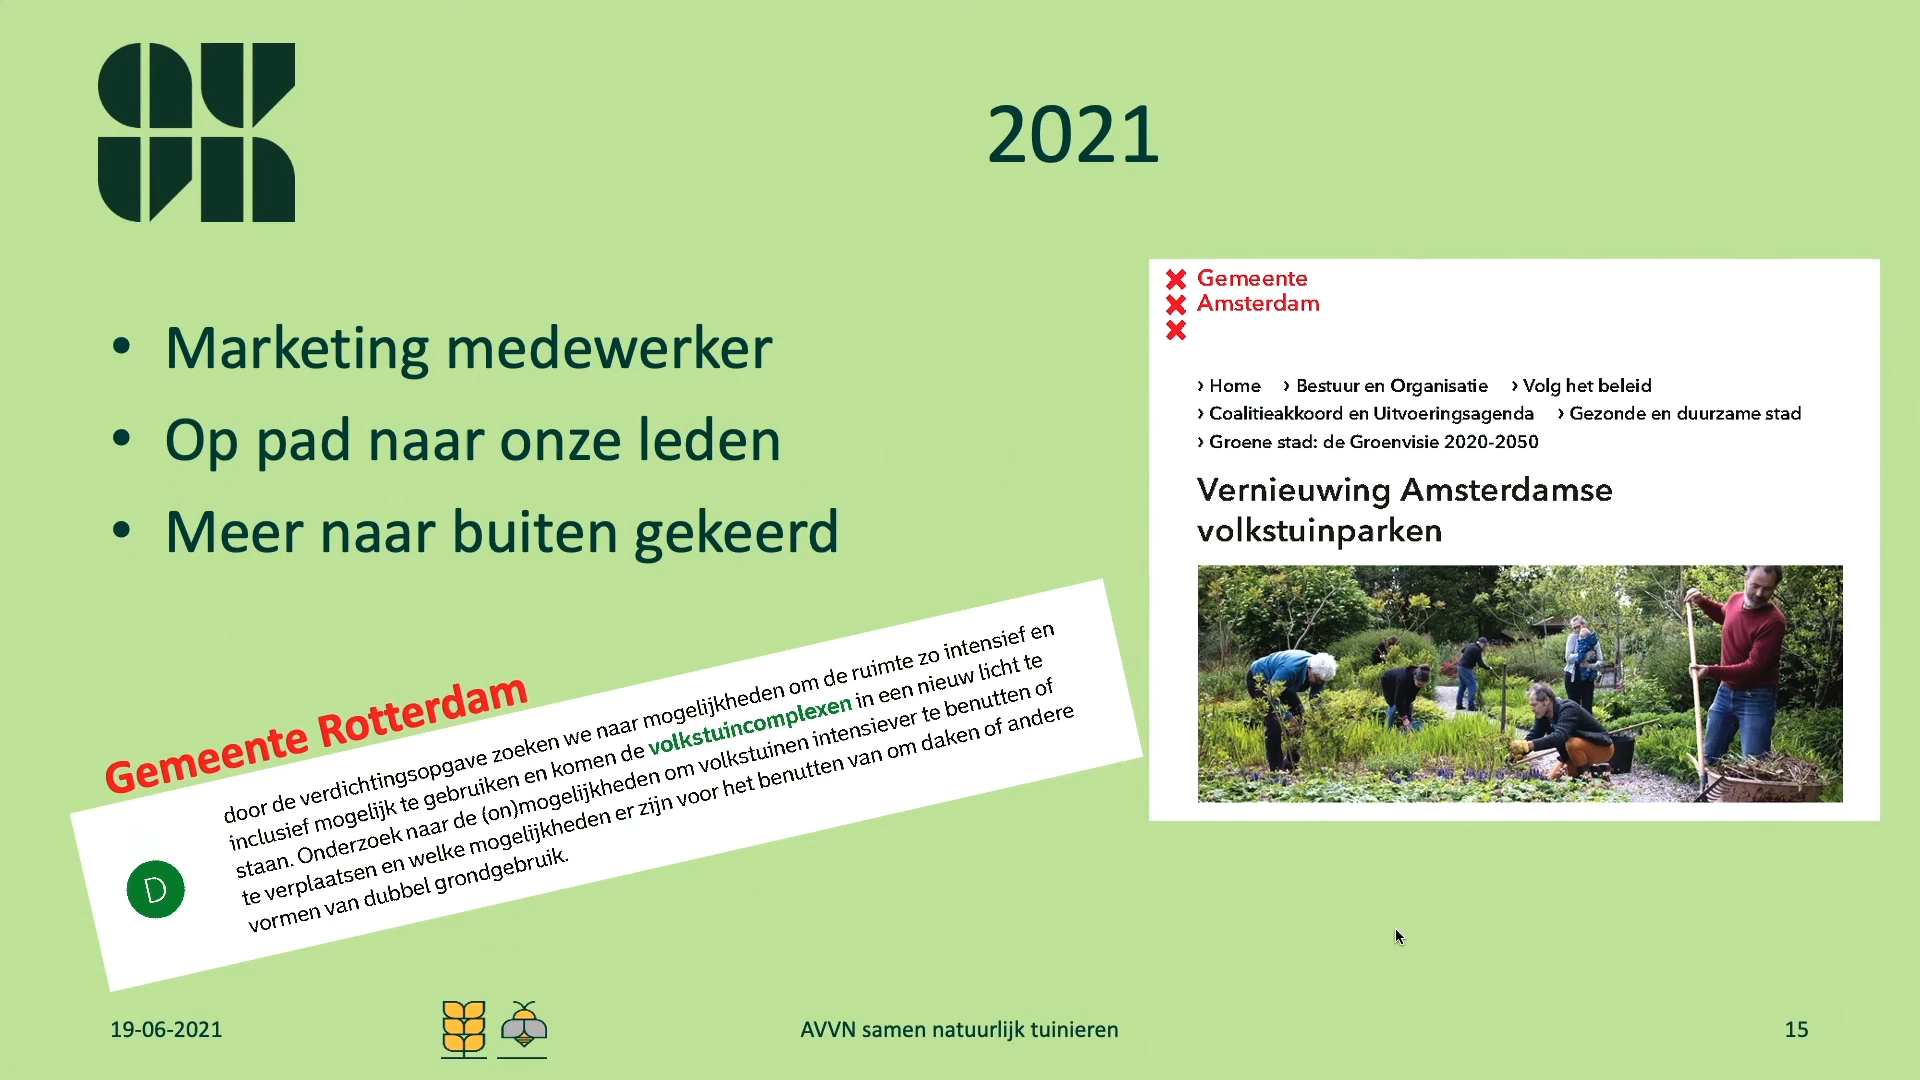 avvn
2021
• Marketing medewerker
• Op pad naar onze leden
• Meer naar buiten gekeerd
Gemeente Rotterdam
door de verdichtingsopgave zoeken we naar mogelijkheden om de ruimte zo intensief en
inclusief mogelijk te gebruiken en komen de volkstuincomplexen in een nieuw licht te
staan. Onderzoek naar de (on)mogelijkheden om volkstuinen intensiever te benutten of
te verplaatsen en welke mogelijkheden er zijn voor het benutten van om daken of andere
vormen van dubbel grondgebruik.
D
Gemeente
Amsterdam
› Home › Bestuur en Organisatie › Volg het beleid
› Coalitieakkoord en Uitvoeringsagenda › Gezonde en duurzame stad
› Groene stad: de Groenvisie 2020-2050
Vernieuwing Amsterdamse
volkstuinparken
19-06-2021
AVVN samen natuurlijk tuinieren
15